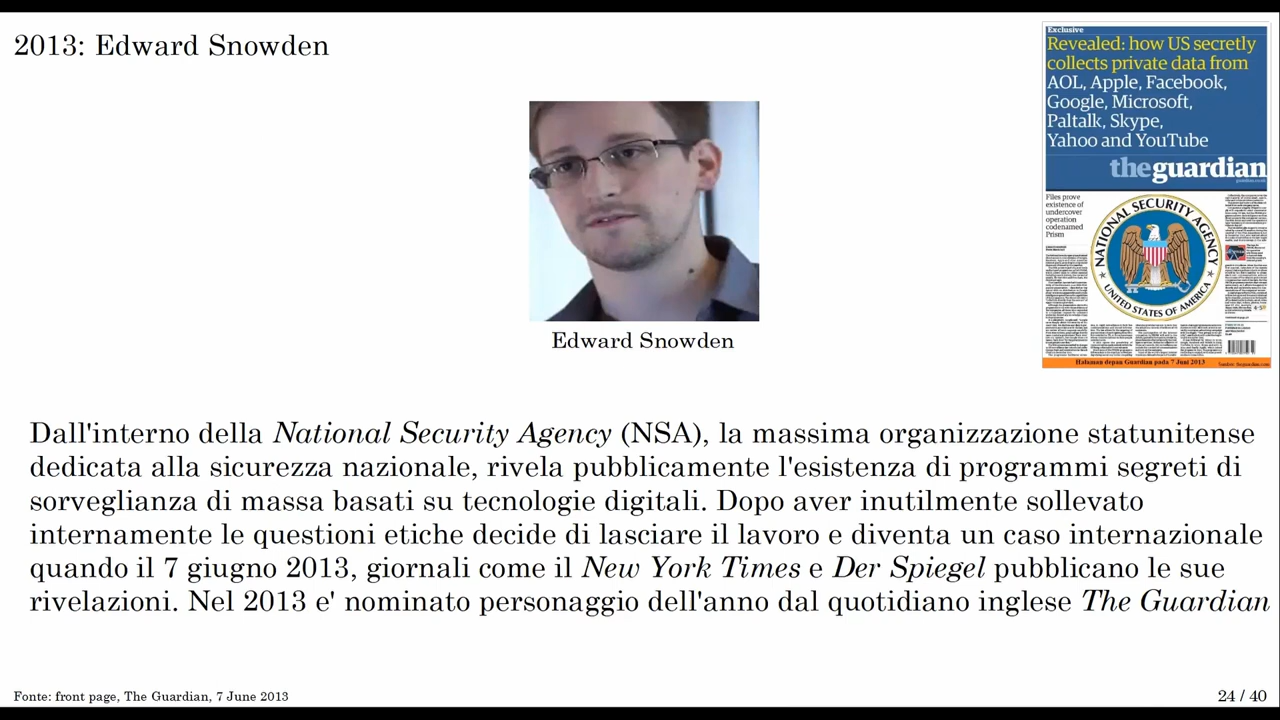 2013: Edward Snowden
Exclusive
Revealed: how US secretly
collects private data from
AOL, Apple, Facebook,
Google, Microsoft,
Paltalk, Skype,
Yahoo and YouTube
theguardian
Files prove
existence of
undercover
operation
codenamed
Prism
NATIONAL SECURITY AGENCY
UNITED STATES OF AMERICA
Halaman depan Guardian pada 7 Juni 2013
Edward Snowden
Dall'interno della National Security Agency (NSA), la massima organizzazione statunitense
dedicata alla sicurezza nazionale, rivela pubblicamente l'esistenza di programmi segreti di
sorveglianza di massa basati su tecnologie digitali. Dopo aver inutilmente sollevato
internamente le questioni etiche decide di lasciare il lavoro e diventa un caso internazionale
quando il 7 giugno 2013, giornali come il New York Times e Der Spiegel pubblicano le sue
rivelazioni. Nel 2013 e' nominato personaggio dell'anno dal quotidiano inglese The Guardian
Fonte: front page, The Guardian, 7 June 2013
24 / 40